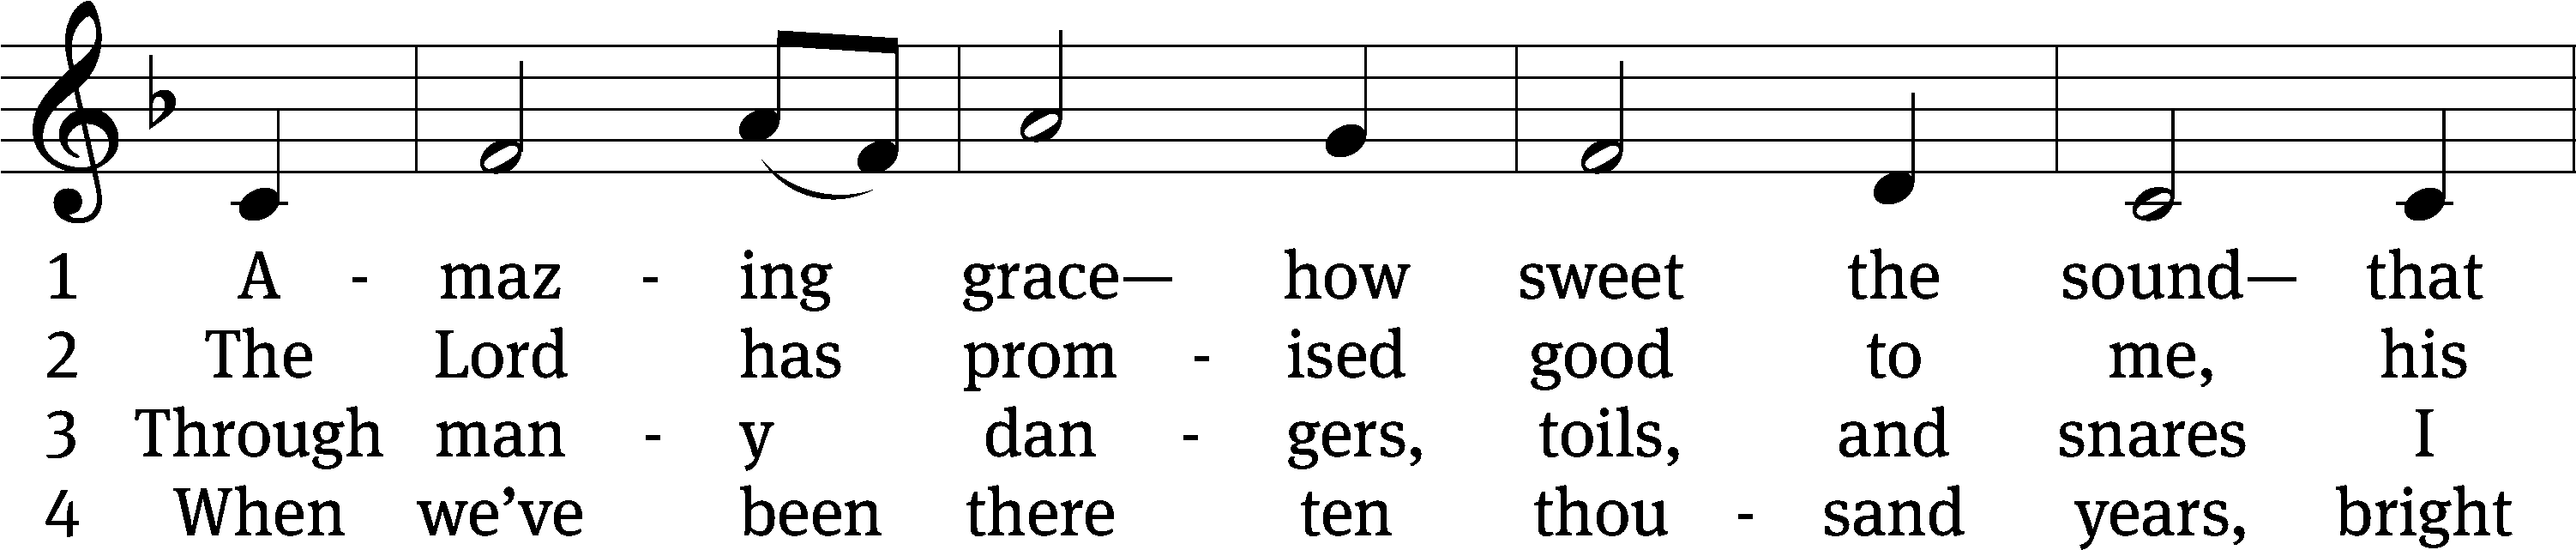 1 A - maz - ing grace— how sweet the sound— that
2 The Lord has prom - ised good to me, his
3 Through man - y dan - gers, toils, and snares I
4 When we’ve been there ten thou - sand years, bright